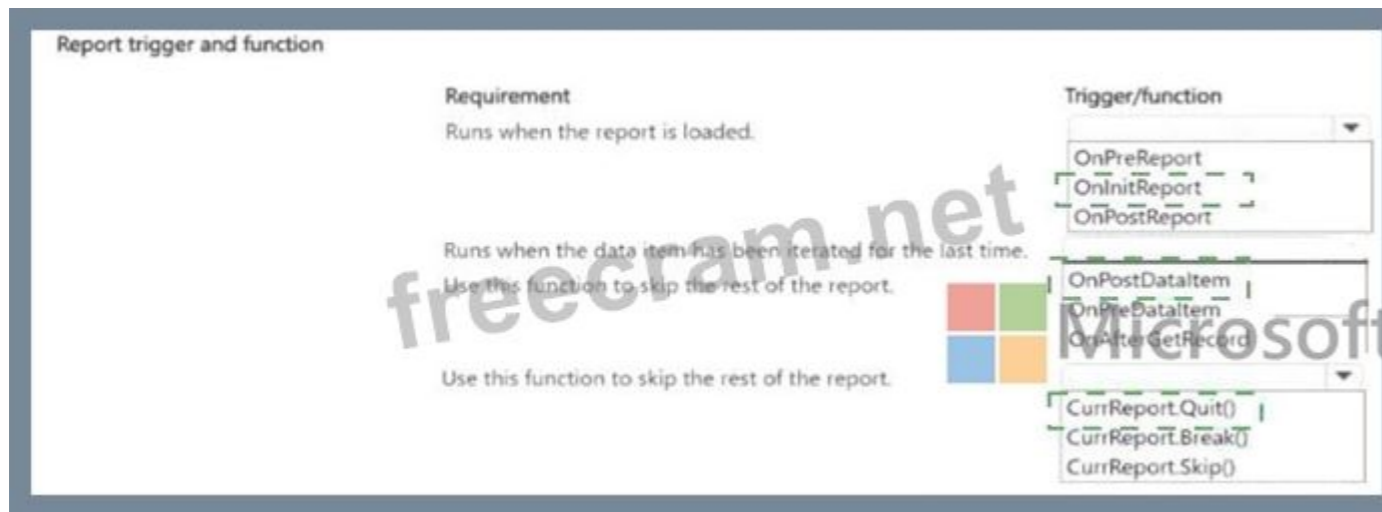 Report trigger and function
Requirement
Trigger/function
Runs when the report is loaded.
OnPreReport
OnInitReport
OnPostReport
Runs when the data item has been iterated for the last time.
Use this function to skip the rest of the report.
OnPostDataItem
OnPreDataItem
OnAfterGetRecord
Use this function to skip the rest of the report.
CurrReport.Quit()
CurrReport.Break()
CurrReport.Skip()
freecram.net
Microsoft